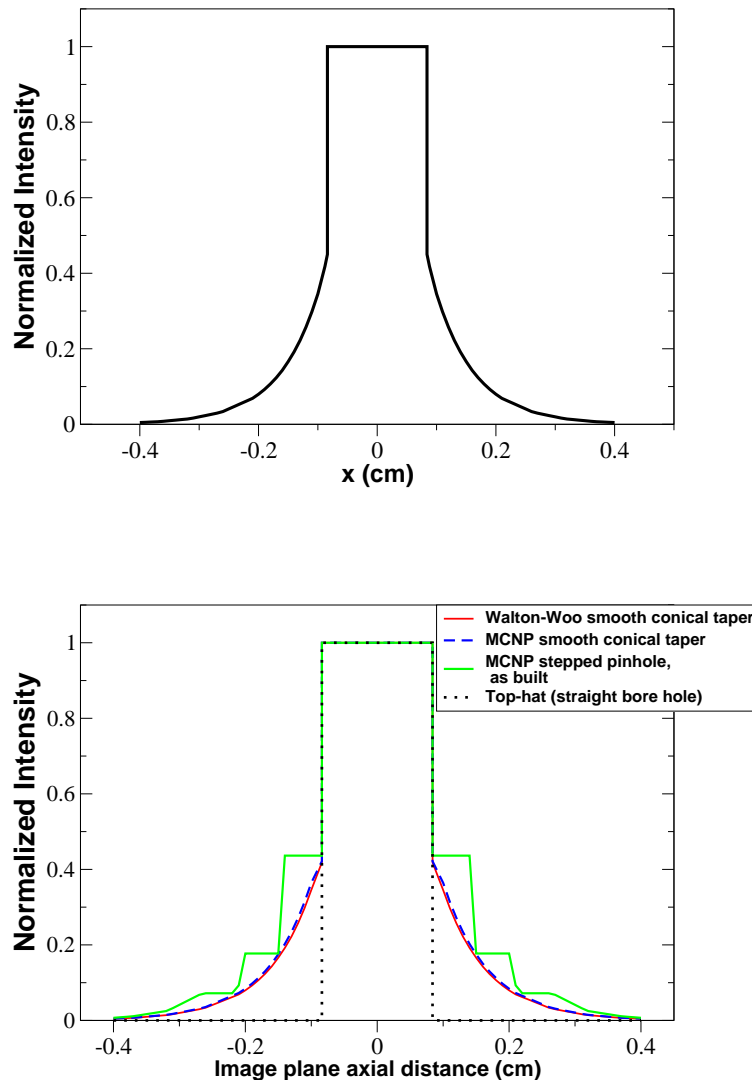 1
0.8
0.6
0.4
0.2
0
Normalized Intensity
-0.4 -0.2 0 0.2 0.4
x (cm)
Walton-Woo smooth conical taper
MCNP smooth conical taper
MCNP stepped pinhole,
as built
Top-hat (straight bore hole)
1
0.8
0.6
0.4
0.2
0
Normalized Intensity
-0.4 -0.2 0 0.2 0.4
Image plane axial distance (cm)